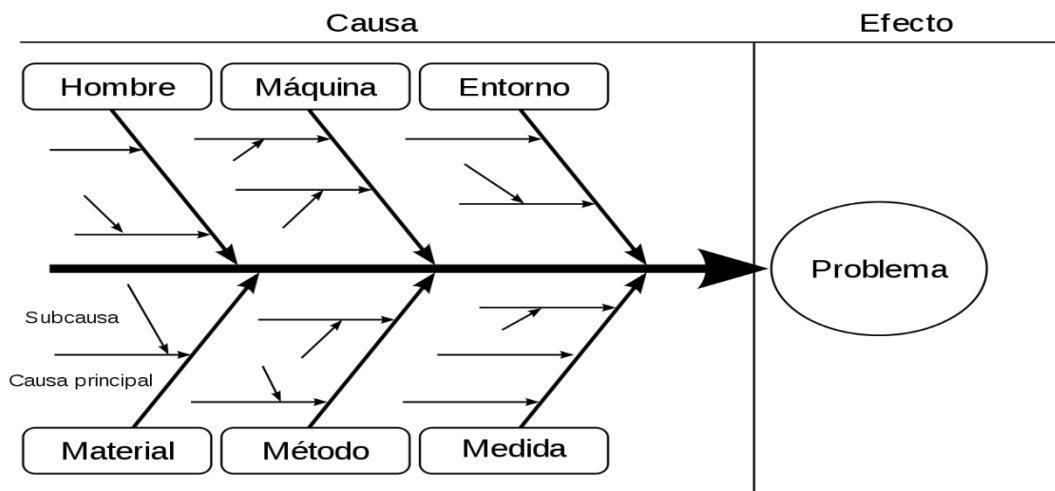 Causa
Efecto
Hombre
Máquina
Entorno
Problema
Subcausa
Causa principal
Material
Método
Medida